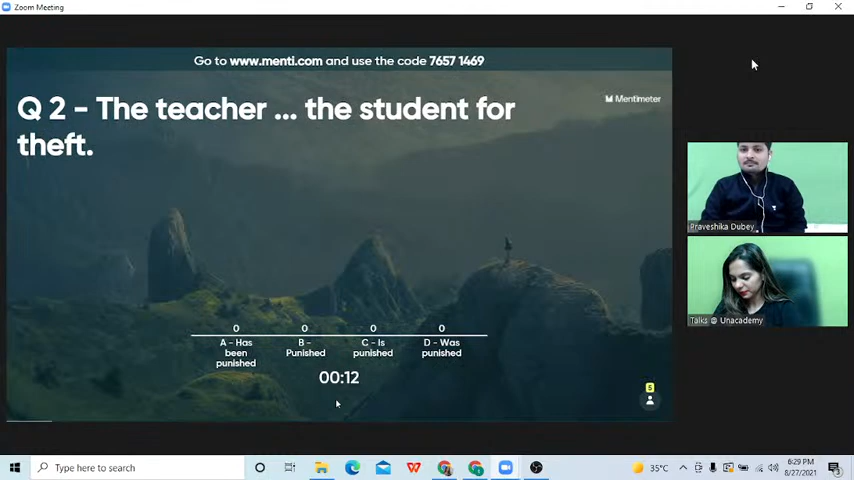 Zoom Meeting
Go to www.menti.com and use the code 7657 1469
Q 2 - The teacher ... the student for
theft.
Mentimeter
Praveshika Dubey
Talks @ Unacademy
0 0 0 0
A - Has
been
punished
B -
Punished
C - Is
punished
D - Was
punished
00:12
5
Type here to search
35°C
6:29 PM
8/27/2021
3